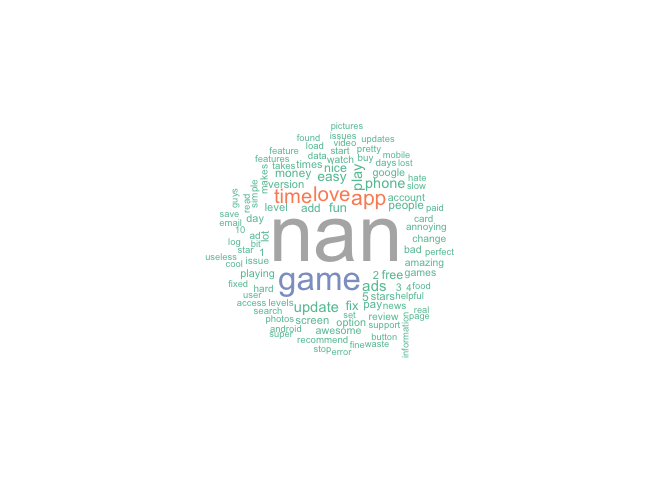 pictures
found issues updates
load video
feature data start pretty
features takes times watch buy days mobile lost
makes money nice google
simple version easy play phone hate slow
guys read time love app account
save level add fun people paid
email day card
10 lot nan annoying
log ad bit change
star 1 bad perfect
useless issue amazing
cool playing game 2 free games
fixed hard ads 3 4 food
user 5 stars helpful
access levels update fix pay news real
search set page
photos screen option review
android awesome support
super recommend button information
stop error fine waste